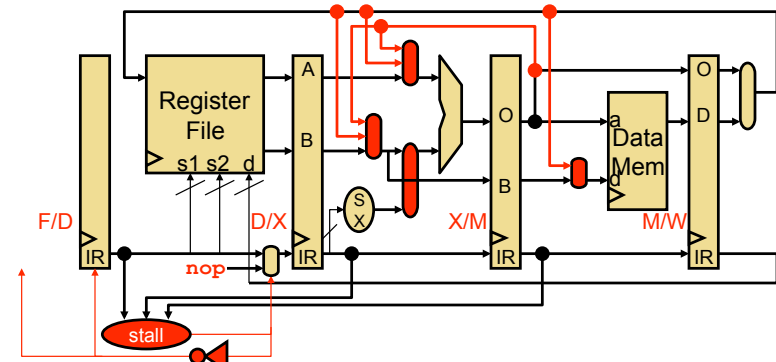 A
O
O
Register
File
B
D
a
Data
Mem
d
s1 s2 d
S
X
B
F/D
D/X
X/M
M/W
IR
IR
IR
IR
nop
stall